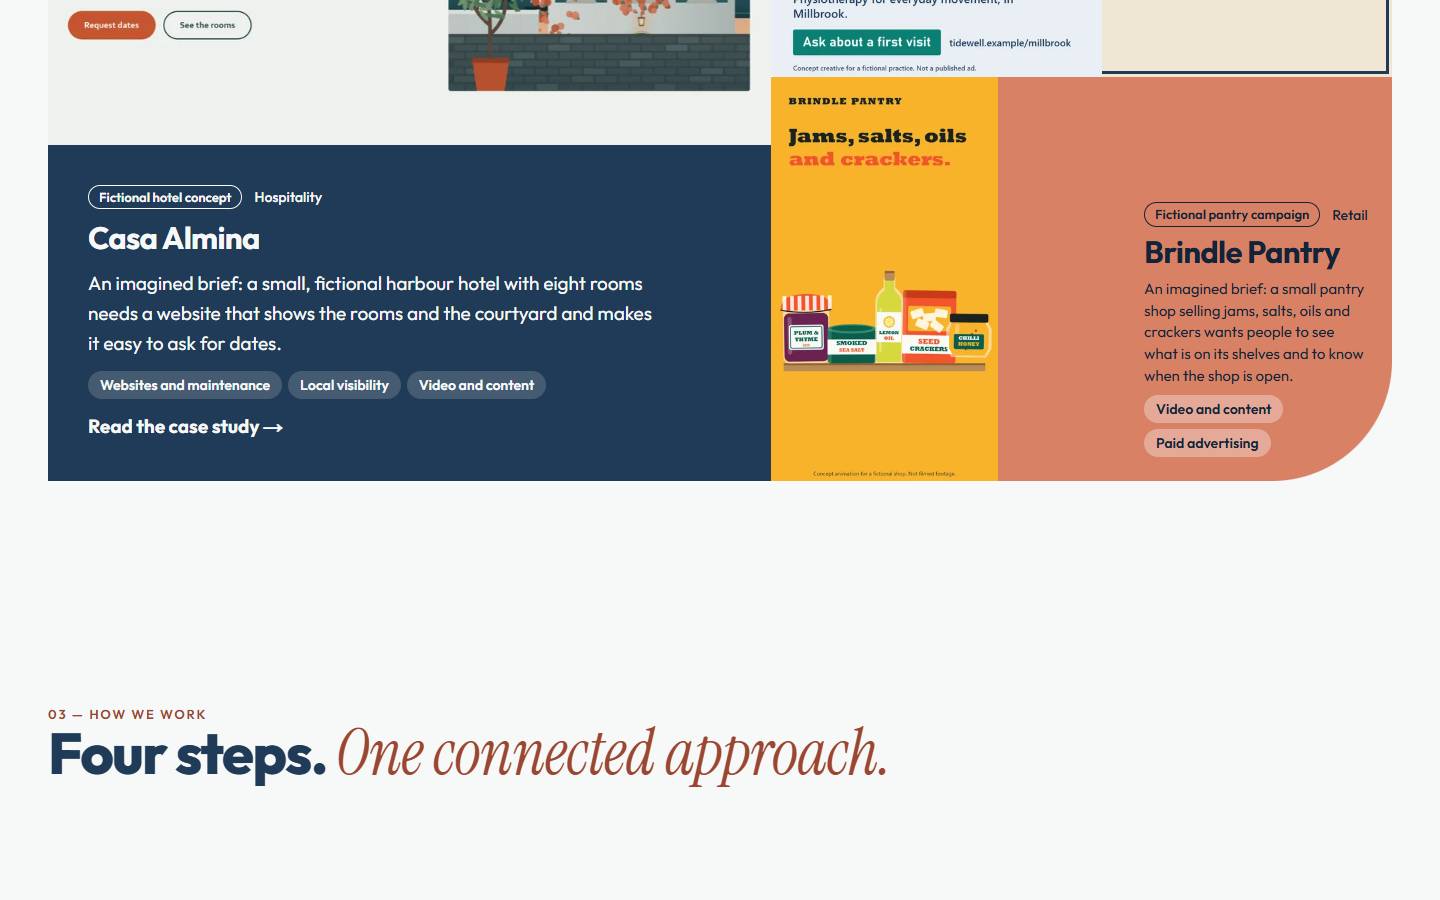 Request dates
See the rooms
Physiotherapy for everyday movement, in
Millbrook.
Ask about a first visit
tidewell.example/millbrook
Concept creative for a fictional practice. Not a published ad.
Fictional hotel concept
Hospitality
Casa Almina
An imagined brief: a small, fictional harbour hotel with eight rooms
needs a website that shows the rooms and the courtyard and makes
it easy to ask for dates.
Websites and maintenance
Local visibility
Video and content
Read the case study →
BRINDLE PANTRY
Jams, salts, oils
and crackers.
PLUM &
THYME
SMOKED
SEA SALT
LEMON
OIL
SEED
CRACKERS
CHILLI
HONEY
Concept animation for a fictional shop. Not filmed footage.
Fictional pantry campaign
Retail
Brindle Pantry
An imagined brief: a small pantry
shop selling jams, salts, oils and
crackers wants people to see
what is on its shelves and to know
when the shop is open.
Video and content
Paid advertising
03 — HOW WE WORK
Four steps. One connected approach.